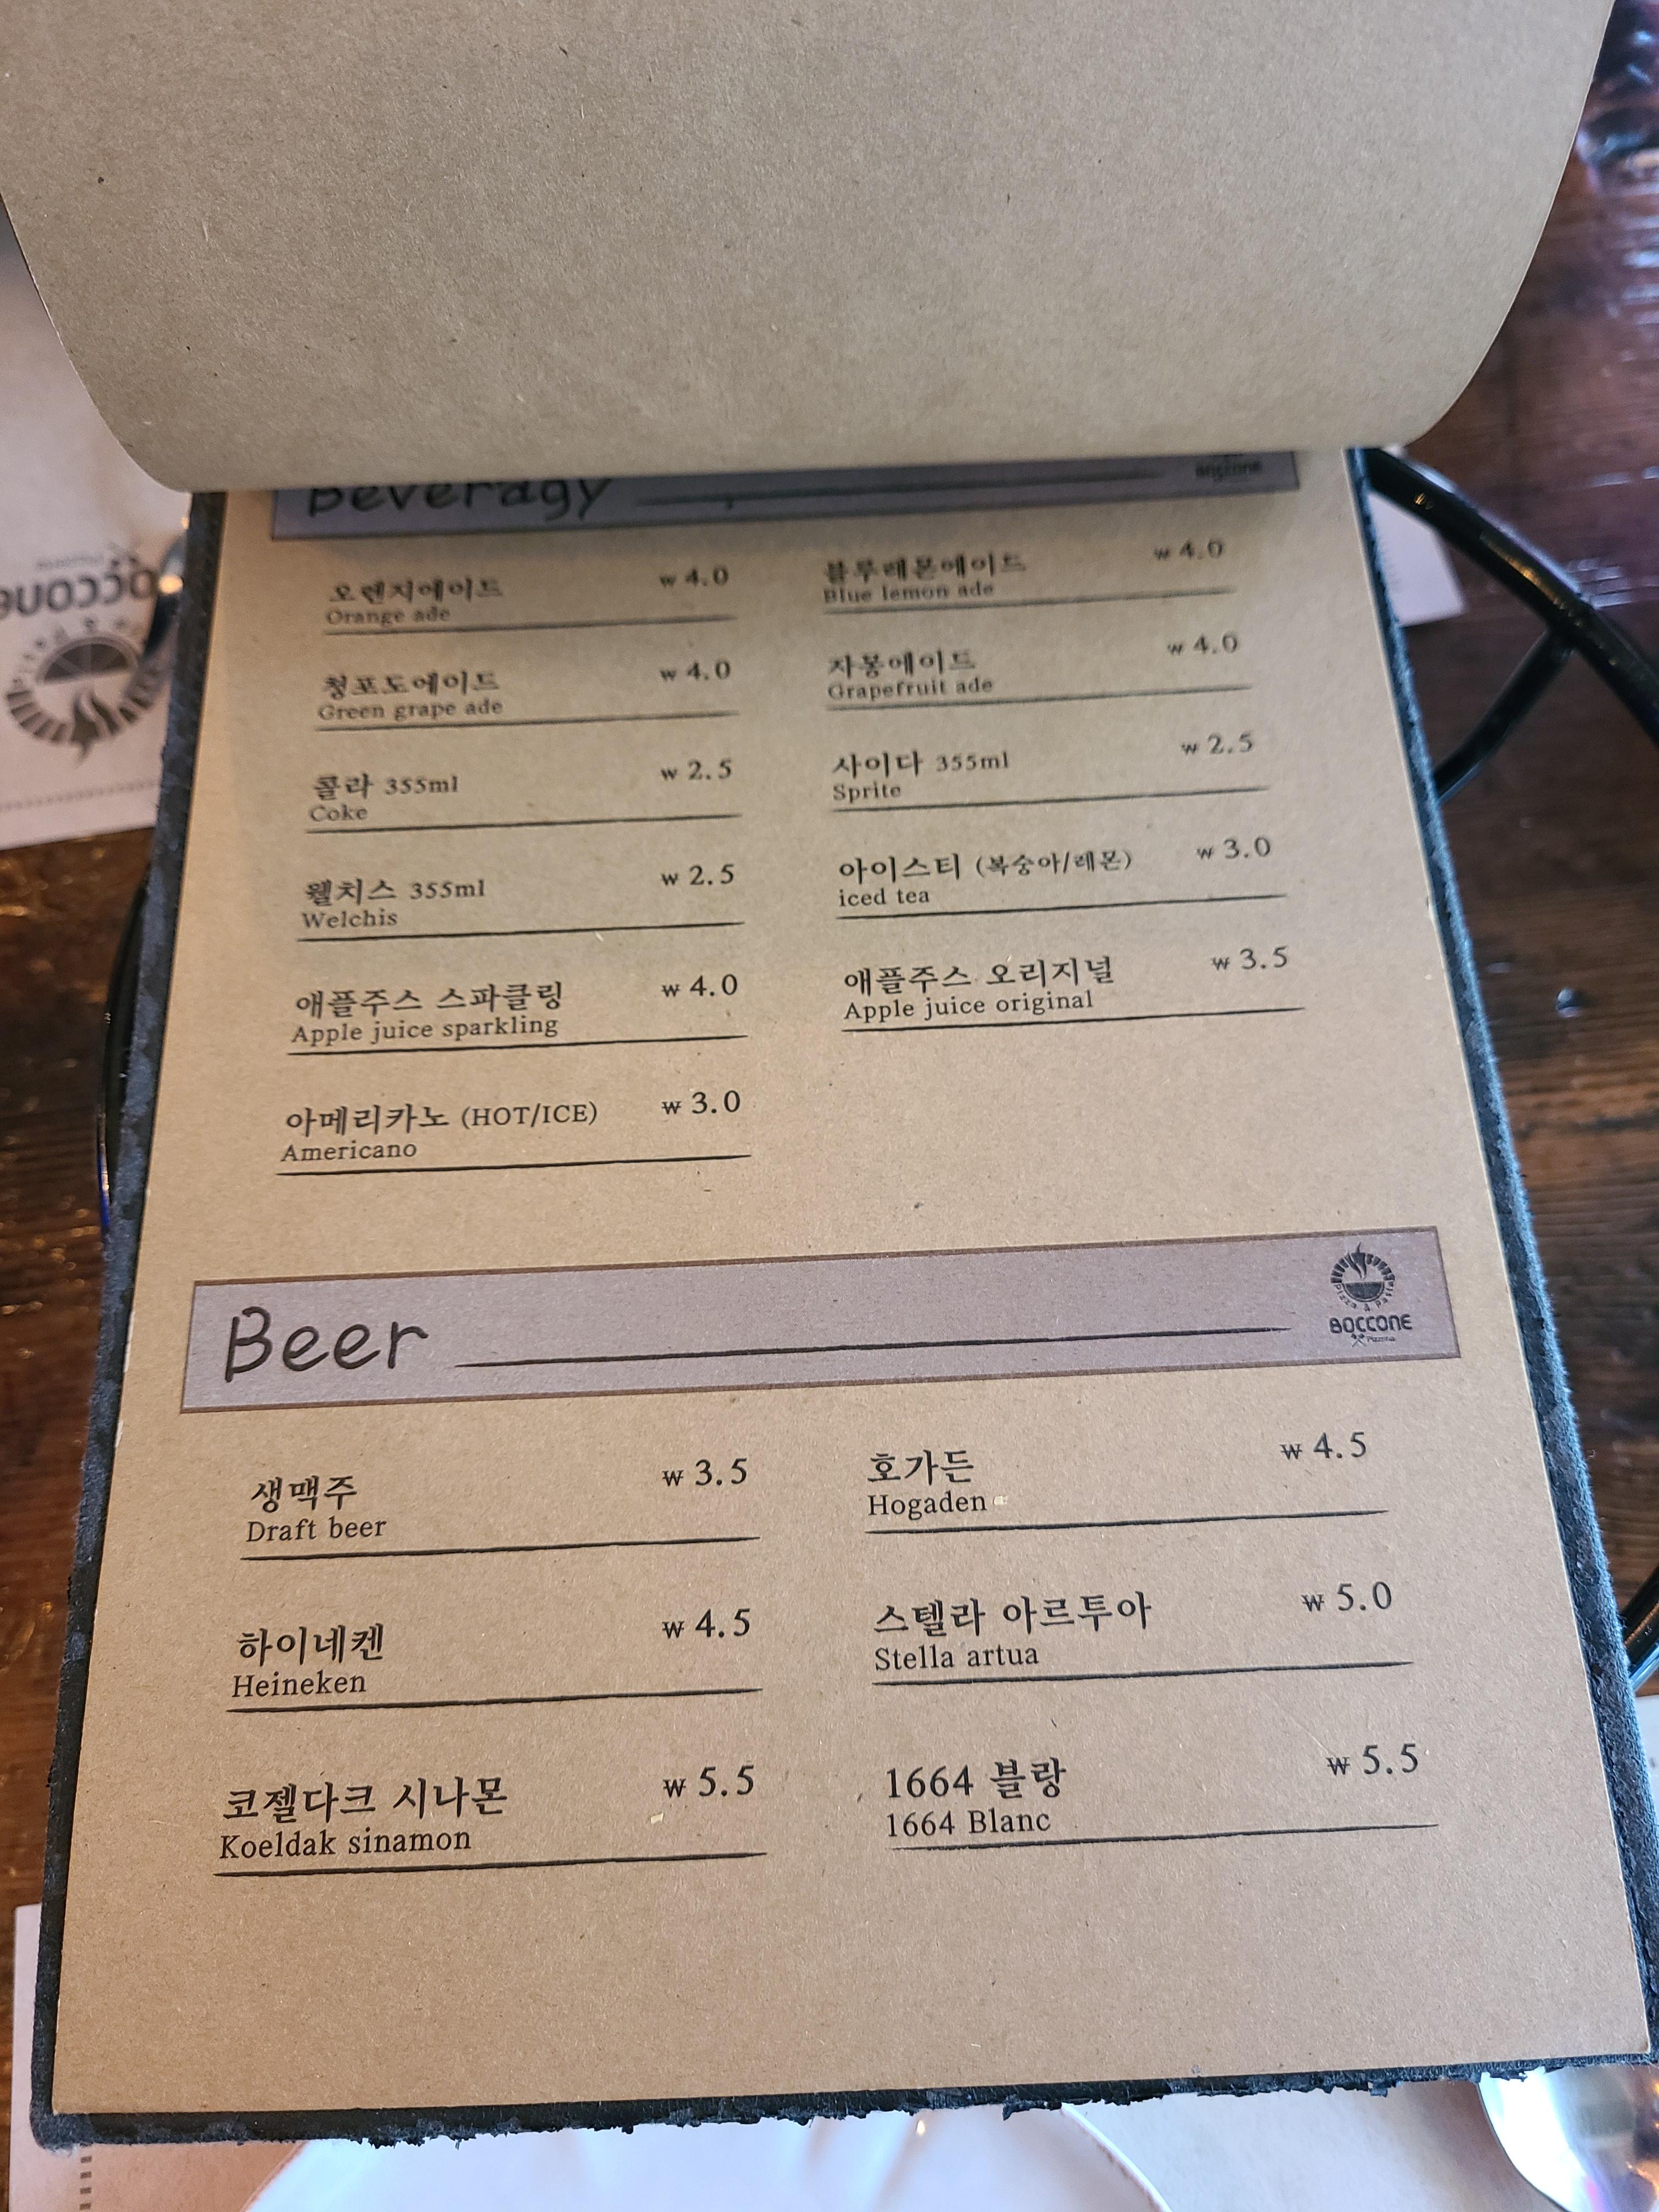 Beveragy
BOCCONE
오렌지에이드 ₩ 4.0
Orange ade
블루레몬에이드 ₩ 4.0
Blue lemon ade
청포도에이드 ₩ 4.0
Green grape ade
자몽에이드 ₩ 4.0
Grapefruit ade
콜라 355ml ₩ 2.5
Coke
사이다 355ml ₩ 2.5
Sprite
웰치스 355ml ₩ 2.5
Welchis
아이스티 (복숭아/레몬) ₩ 3.0
iced tea
애플주스 스파클링 ₩ 4.0
Apple juice sparkling
애플주스 오리지널 ₩ 3.5
Apple juice original
아메리카노 (HOT/ICE) ₩ 3.0
Americano
Beer
Pizza & Pasta
BOCCONE
Pizzeria
생맥주 ₩ 3.5
Draft beer
호가든 ₩ 4.5
Hogaden
하이네켄 ₩ 4.5
Heineken
스텔라 아르투아 ₩ 5.0
Stella artua
코젤다크 시나몬 ₩ 5.5
Koeldak sinamon
1664 블랑 ₩ 5.5
1664 Blanc